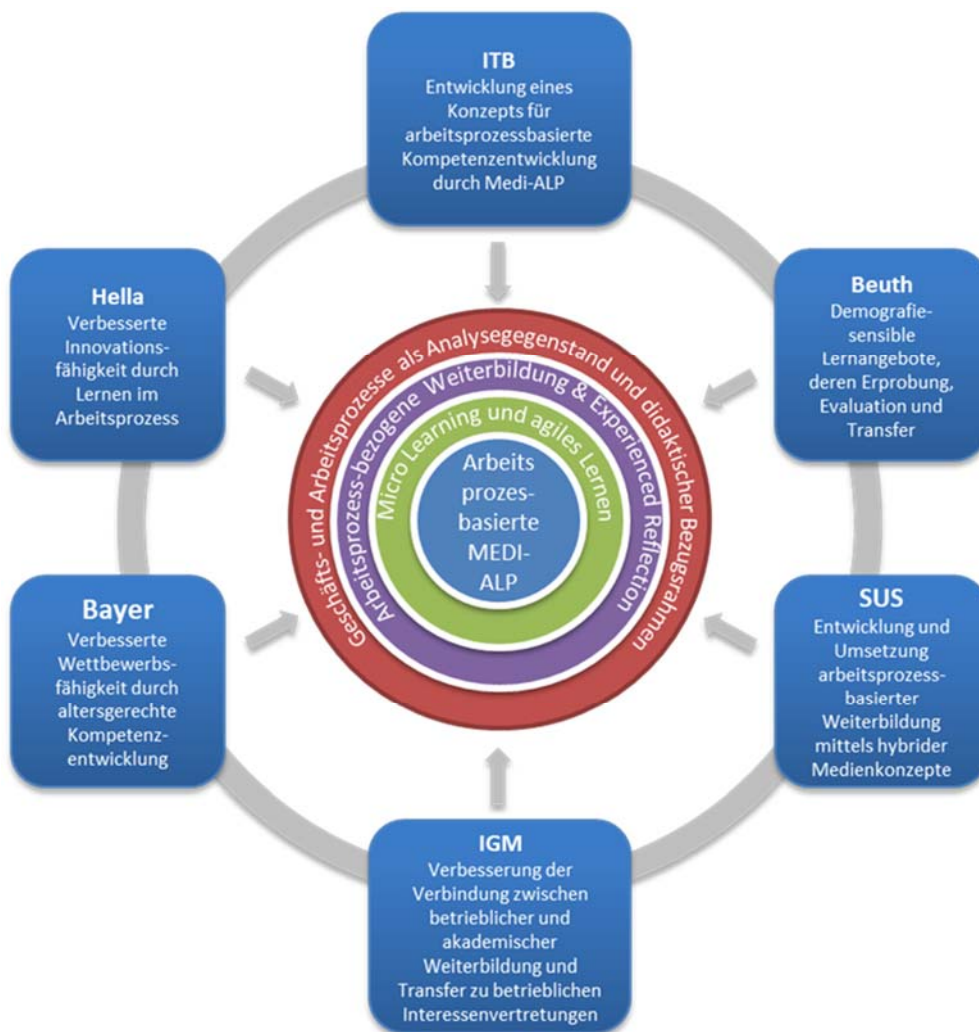 ITB
Entwicklung eines
Konzepts für
arbeitsprozessbasierte
Kompetenzentwicklung
durch Medi-ALP
Hella
Verbesserte
Innovations-
fähigkeit durch
Lernen im
Arbeitsprozess
Beuth
Demografie-
sensible
Lernangebote,
deren Erprobung,
Evaluation und
Transfer
Geschäfts- und Arbeitsprozesse als Analysegegenstand und didaktischer Bezugsrahmen
Arbeitsprozess-bezogene Weiterbildung & Experienced Reflection
Micro Learning und agiles Lernen
Arbeits
prozes-
basierte
MEDI-
ALP
Bayer
Verbesserte
Wettbewerbs-
fähigkeit durch
altersgerechte
Kompetenz-
entwicklung
SUS
Entwicklung und
Umsetzung
arbeitsprozess-
basierter
Weiterbildung
mittels hybrider
Medienkonzepte
IGM
Verbesserung der
Verbindung zwischen
betrieblicher und
akademischer
Weiterbildung und
Transfer zu betrieblichen
Interessenvertretungen